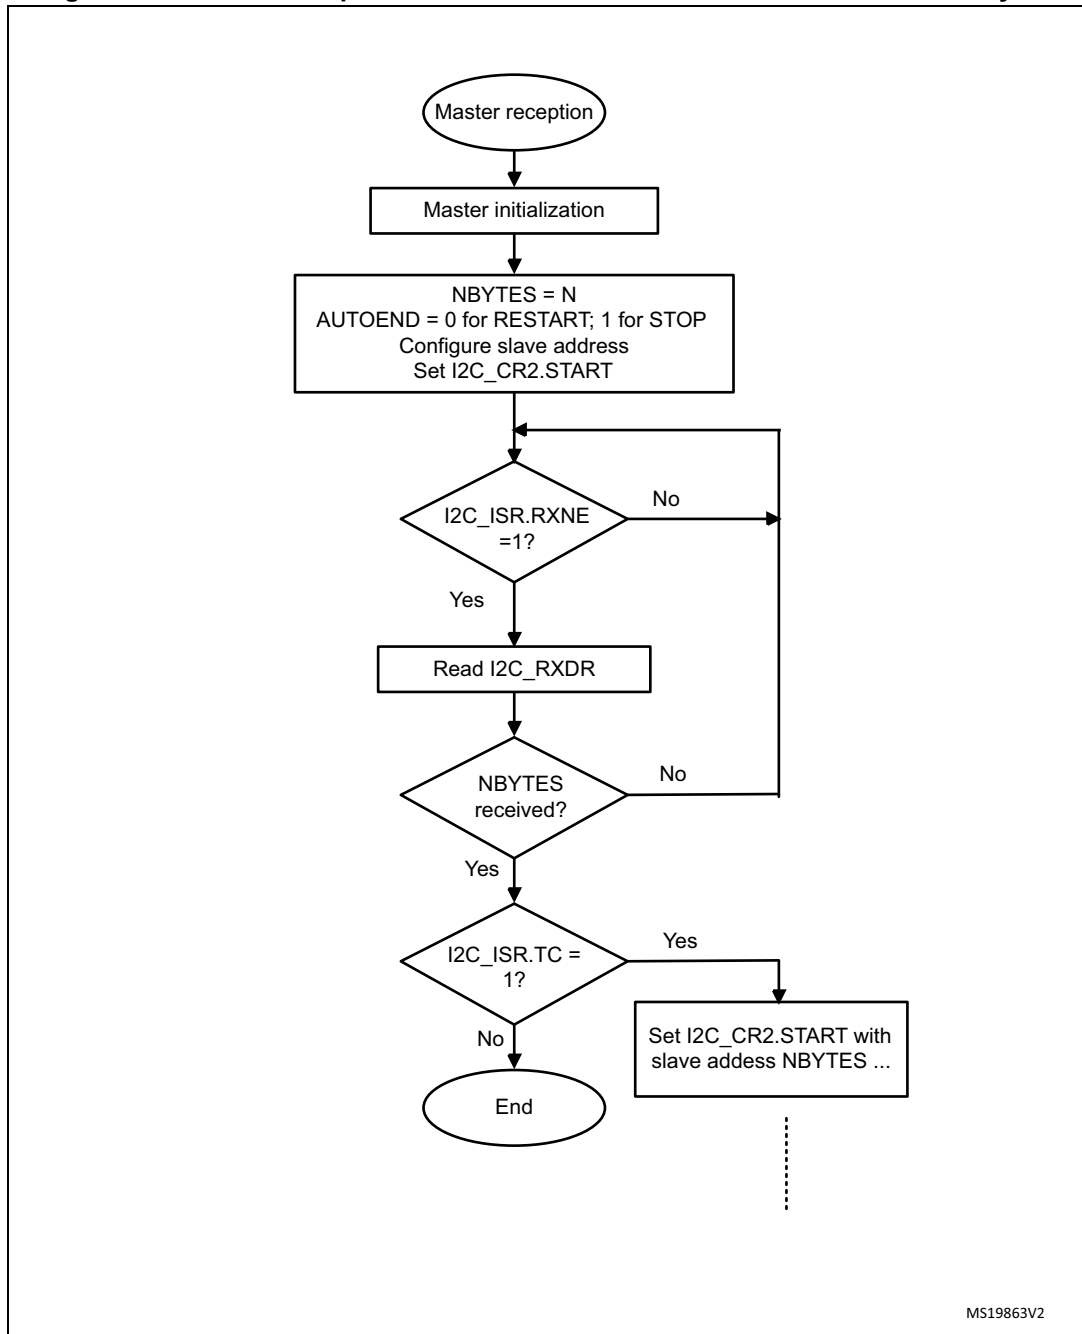 Master reception
Master initialization
NBYTES = N
AUTOEND = 0 for RESTART; 1 for STOP
Configure slave address
Set I2C_CR2.START
I2C_ISR.RXNE
=1?
No
Yes
Read I2C_RXDR
NBYTES
received?
No
Yes
I2C_ISR.TC =
1?
Yes
No
Set I2C_CR2.START with
slave addess NBYTES ...
End
MS19863V2